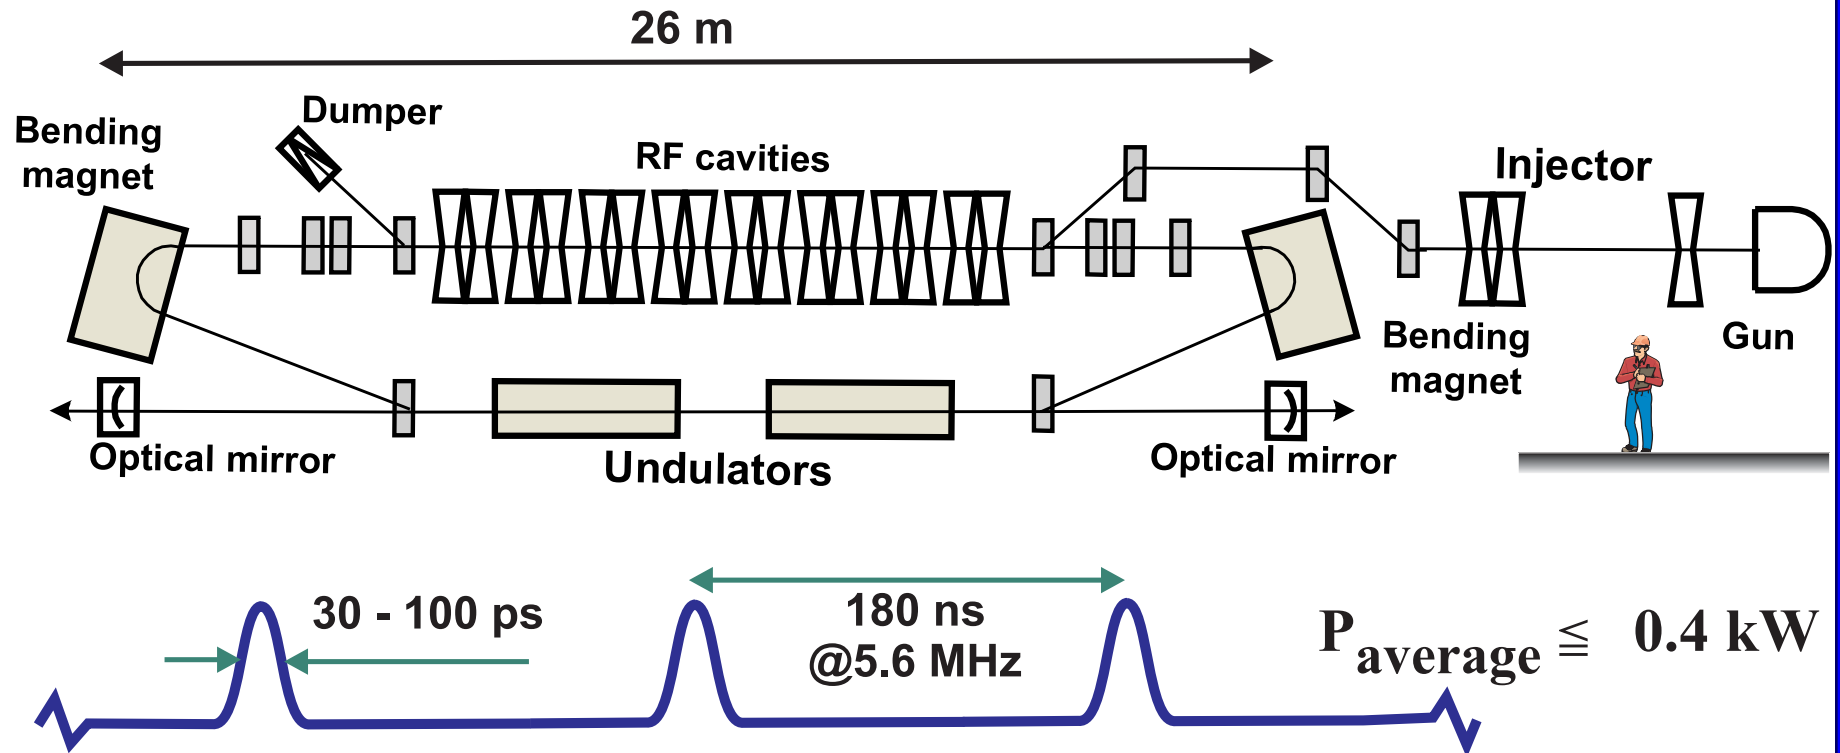 26 m
Dumper
Bending
magnet
RF cavities
Injector
Bending
magnet
Gun
Optical mirror
Undulators
Optical mirror
30 - 100 ps
180 ns
@5.6 MHz
P average ≦ 0.4 kW